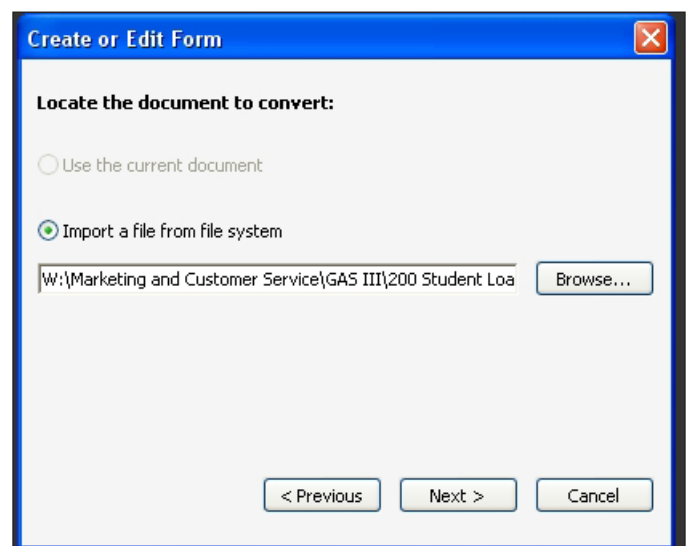 Create or Edit Form
Locate the document to convert:
Use the current document
Import a file from file system
W:\Marketing and Customer Service\GAS III\200 Student Loa
Browse...
< Previous
Next >
Cancel